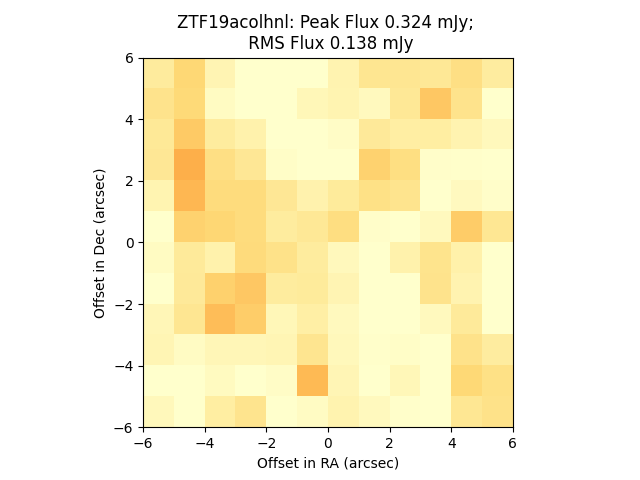 ZTF19acolhnl: Peak Flux 0.324 mJy;
RMS Flux 0.138 mJy
6
4
2
0
−2
−4
−6
Offset in Dec (arcsec)
−6 −4 −2 0 2 4 6
Offset in RA (arcsec)